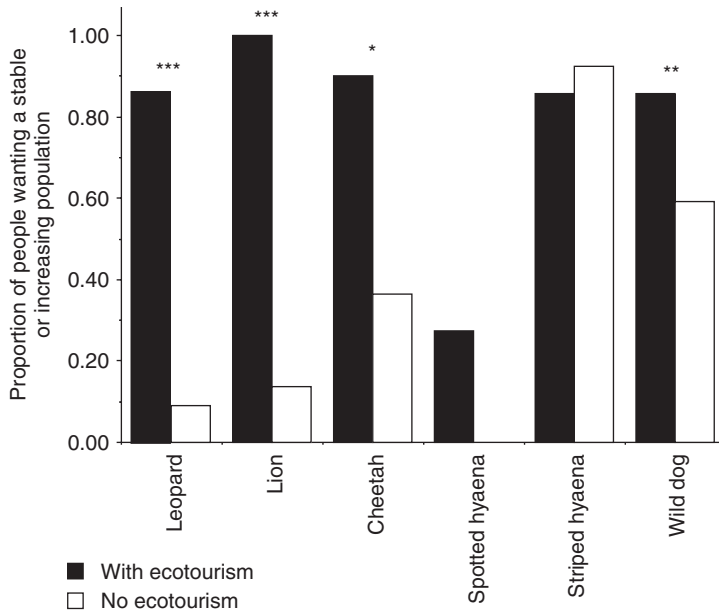 Proportion of people wanting a stable
or increasing population
1.00
0.80
0.60
0.40
0.20
0.00
***
***
*
**
Leopard
Lion
Cheetah
Spotted hyaena
Striped hyaena
Wild dog
With ecotourism
No ecotourism